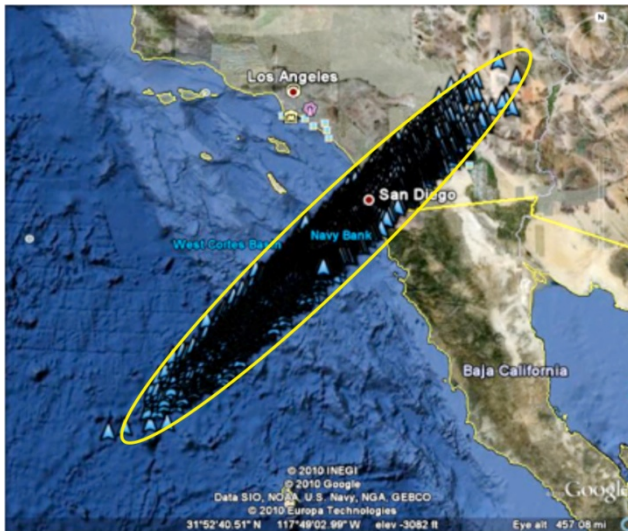 N
Los Angeles
San Diego
West Cortes Basin
Navy Bank
Baja California
© 2010 INEGI
© 2010 Google
Data SIO, NOAA, U.S. Navy, NGA, GEBCO
© 2010 Europa Technologies
Google
31°52'40.51" N 117°49'02.99" W elev -3082 ft Eye alt 457.08 mi